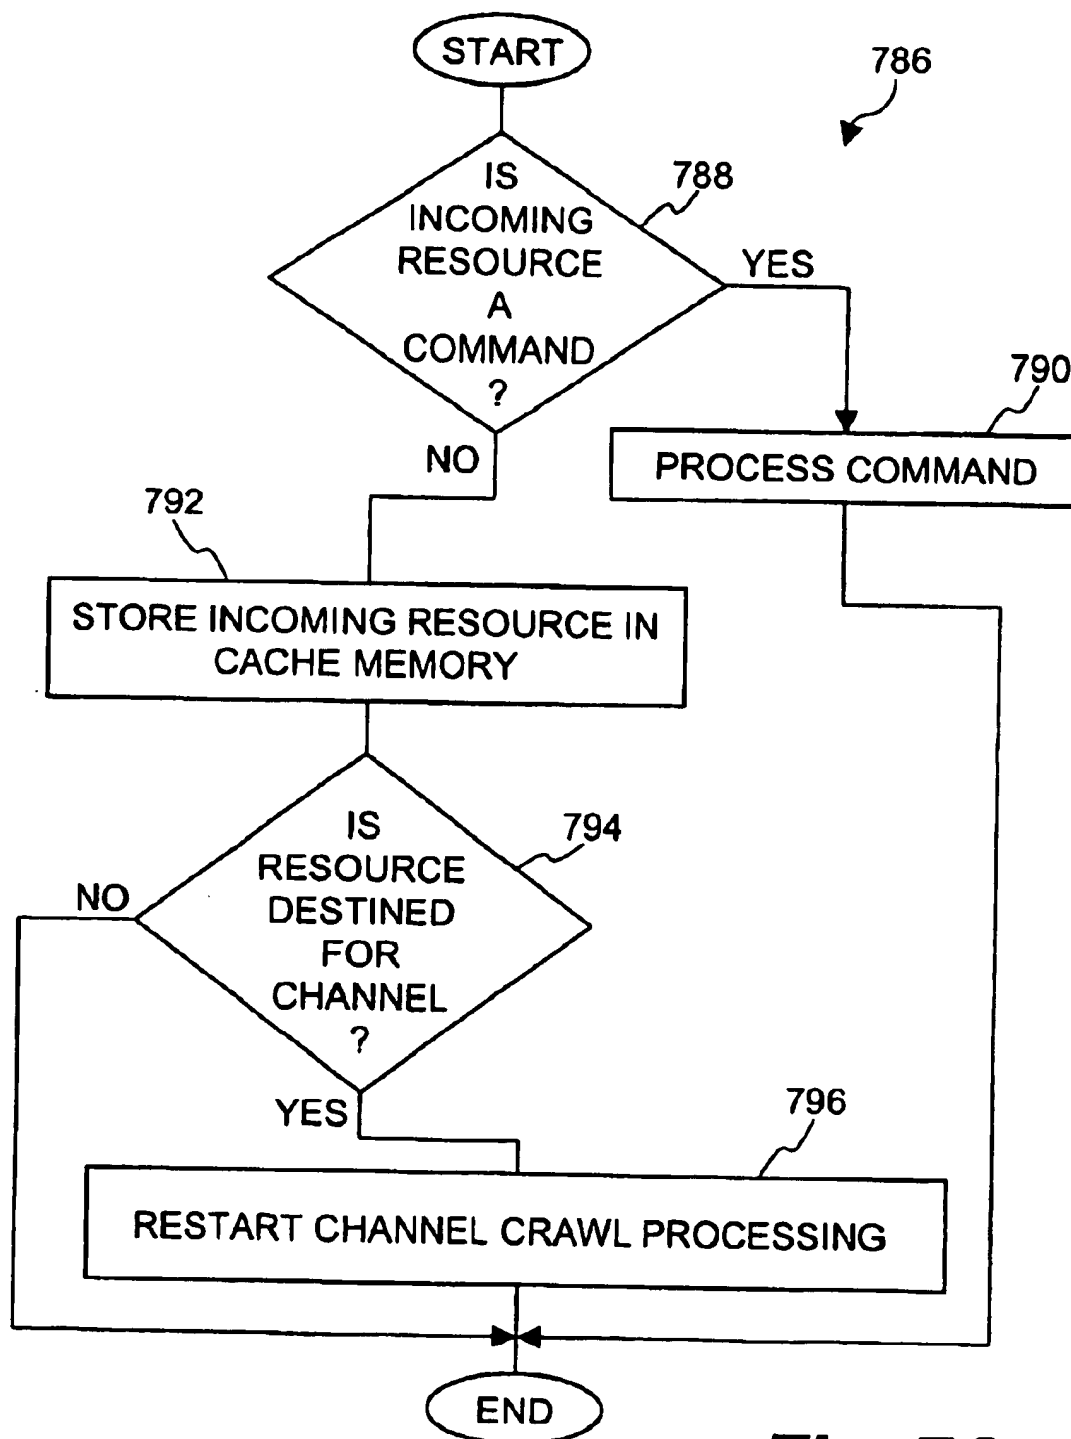 START
786
IS
INCOMING
RESOURCE
A
COMMAND
?
788
YES
790
PROCESS COMMAND
NO
792
STORE INCOMING RESOURCE IN
CACHE MEMORY
IS
RESOURCE
DESTINED
FOR
CHANNEL
?
794
NO
YES
796
RESTART CHANNEL CRAWL PROCESSING
END